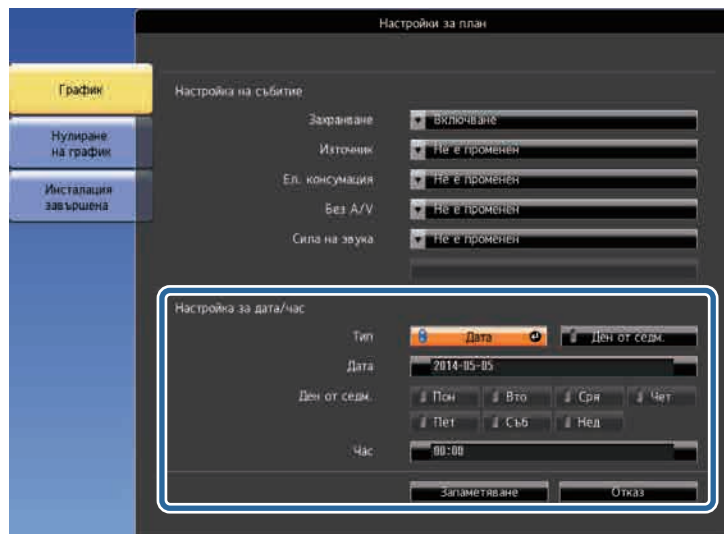 Настройки за план
График
Нулиране
на график
Инсталация
завършена
Настройка на събитие
Захранване Включване
Източник Не е променен
Ел. консумация Не е променен
Без A/V Не е променен
Сила на звука Не е променен
Настройка за дата/час
Тип Дата Ден от седм.
Дата 2014-05-05
Ден от седм. Пон Вто Сря Чет
Пет Съб Нед
Час 00:00
Запаметяване Отказ